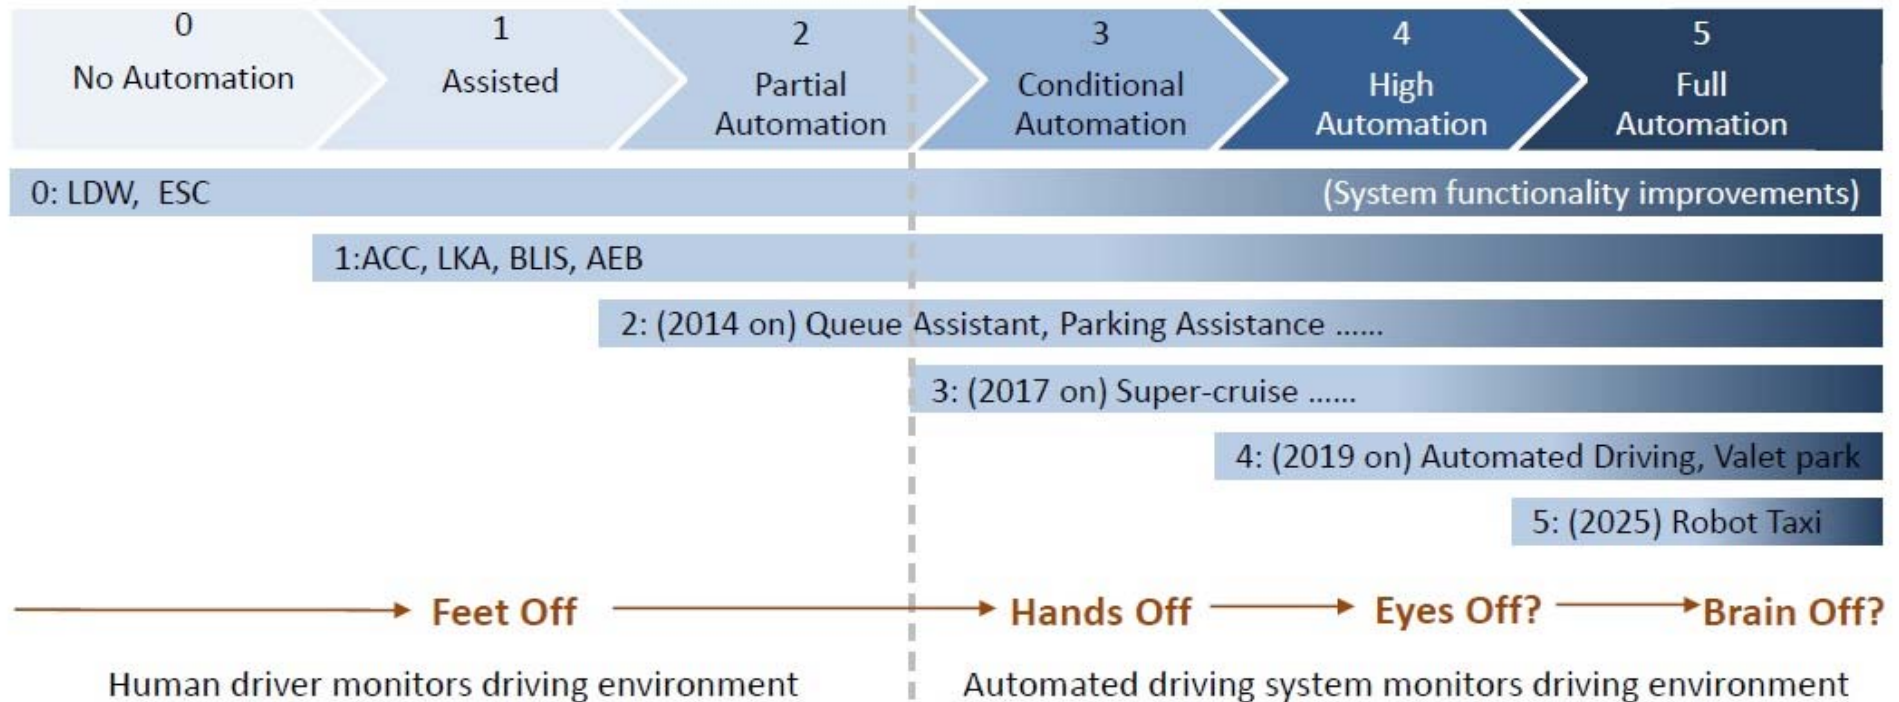 0
No Automation
1
Assisted
2
Partial
Automation
3
Conditional
Automation
4
High
Automation
5
Full
Automation
0: LDW, ESC
(System functionality improvements)
1:ACC, LKA, BLIS, AEB
2: (2014 on) Queue Assistant, Parking Assistance ......
3: (2017 on) Super-cruise ......
4: (2019 on) Automated Driving, Valet park
5: (2025) Robot Taxi
Feet Off
Hands Off
Eyes Off?
Brain Off?
Human driver monitors driving environment
Automated driving system monitors driving environment